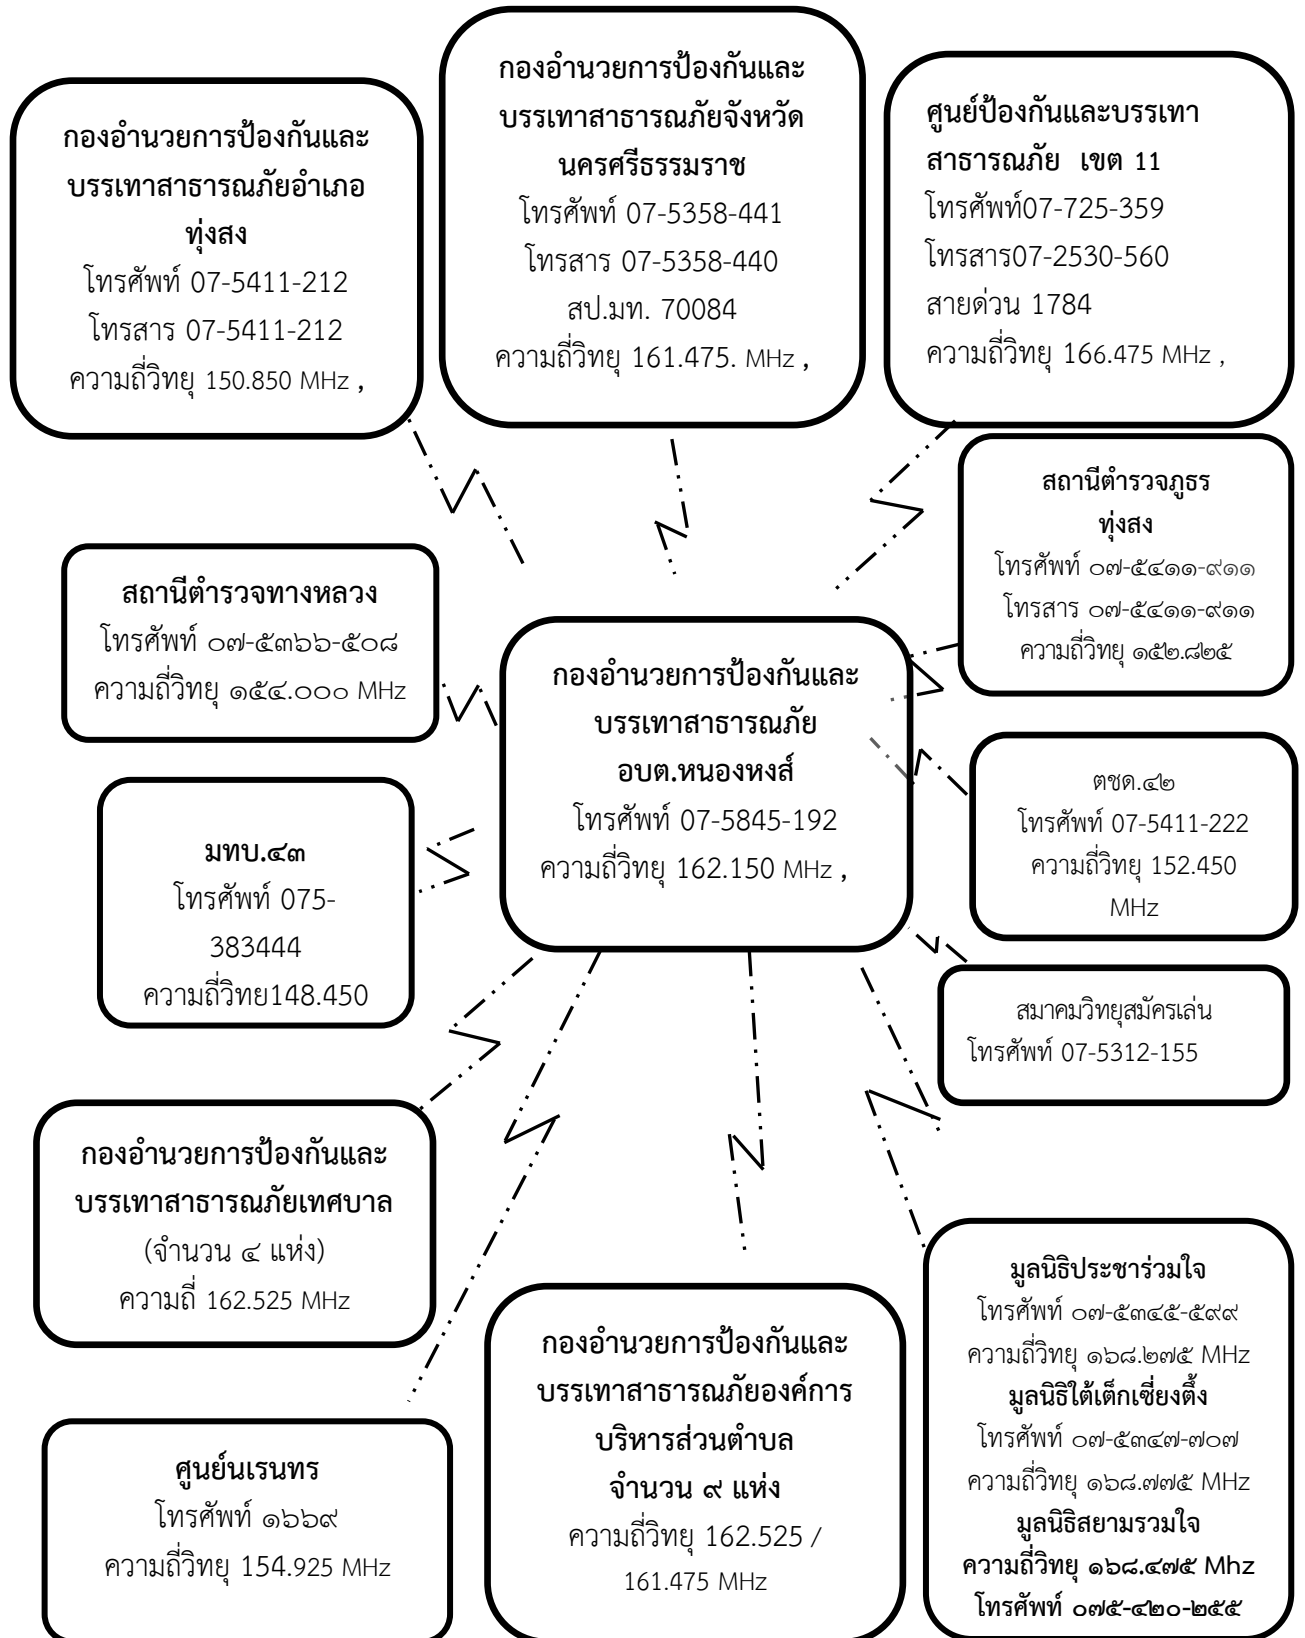 กองอำนวยการป้องกันและ
บรรเทาสาธารณภัยอำเภอ
ทุ่งสง
โทรศัพท์ 07-5411-212
โทรสาร 07-5411-212
ความถี่วิทยุ 150.850 MHz ,
กองอำนวยการป้องกันและ
บรรเทาสาธารณภัยจังหวัด
นครศรีธรรมราช
โทรศัพท์ 07-5358-441
โทรสาร 07-5358-440
สป.มท. 70084
ความถี่วิทยุ 161.475. MHz ,
ศูนย์ป้องกันและบรรเทา
สาธารณภัย เขต 11
โทรศัพท์07-725-359
โทรสาร07-2530-560
สายด่วน 1784
ความถี่วิทยุ 166.475 MHz ,
สถานีตำรวจภูธร
ทุ่งสง
โทรศัพท์ ๐๗-๕๔๑๑-๙๑๑
โทรสาร ๐๗-๕๔๑๑-๙๑๑
ความถี่วิทยุ ๑๕๒.๘๒๕
สถานีตำรวจทางหลวง
โทรศัพท์ ๐๗-๕๓๖๖-๕๐๘
ความถี่วิทยุ ๑๕๔.๐๐๐ MHz
กองอำนวยการป้องกันและ
บรรเทาสาธารณภัย
อบต.หนองหงส์
โทรศัพท์ 07-5845-192
ความถี่วิทยุ 162.150 MHz ,
ตชด.๔๒
โทรศัพท์ 07-5411-222
ความถี่วิทยุ 152.450
MHz
มทบ.๔๓
โทรศัพท์ 075-
383444
ความถี่วิทย148.450
สมาคมวิทยุสมัครเล่น
โทรศัพท์ 07-5312-155
กองอำนวยการป้องกันและ
บรรเทาสาธารณภัยเทศบาล
(จำนวน ๔ แห่ง)
ความถี่ 162.525 MHz
ศูนย์นเรนทร
โทรศัพท์ ๑๖๖๙
ความถี่วิทยุ 154.925 MHz
กองอำนวยการป้องกันและ
บรรเทาสาธารณภัยองค์การ
บริหารส่วนตำบล
จำนวน ๙ แห่ง
ความถี่วิทยุ 162.525 /
161.475 MHz
มูลนิธิประชาร่วมใจ
โทรศัพท์ ๐๗-๕๓๔๕-๕๙๙
ความถี่วิทยุ ๑๖๘.๒๗๕ MHz
มูลนิธิใต้เต็กเซี่ยงตึ้ง
โทรศัพท์ ๐๗-๕๓๔๗-๗๐๗
ความถี่วิทยุ ๑๖๘.๗๗๕ MHz
มูลนิธิสยามรวมใจ
ความถี่วิทยุ ๑๖๘.๔๗๕ Mhz
โทรศัพท์ ๐๗๕-๔๒๐-๒๕๕